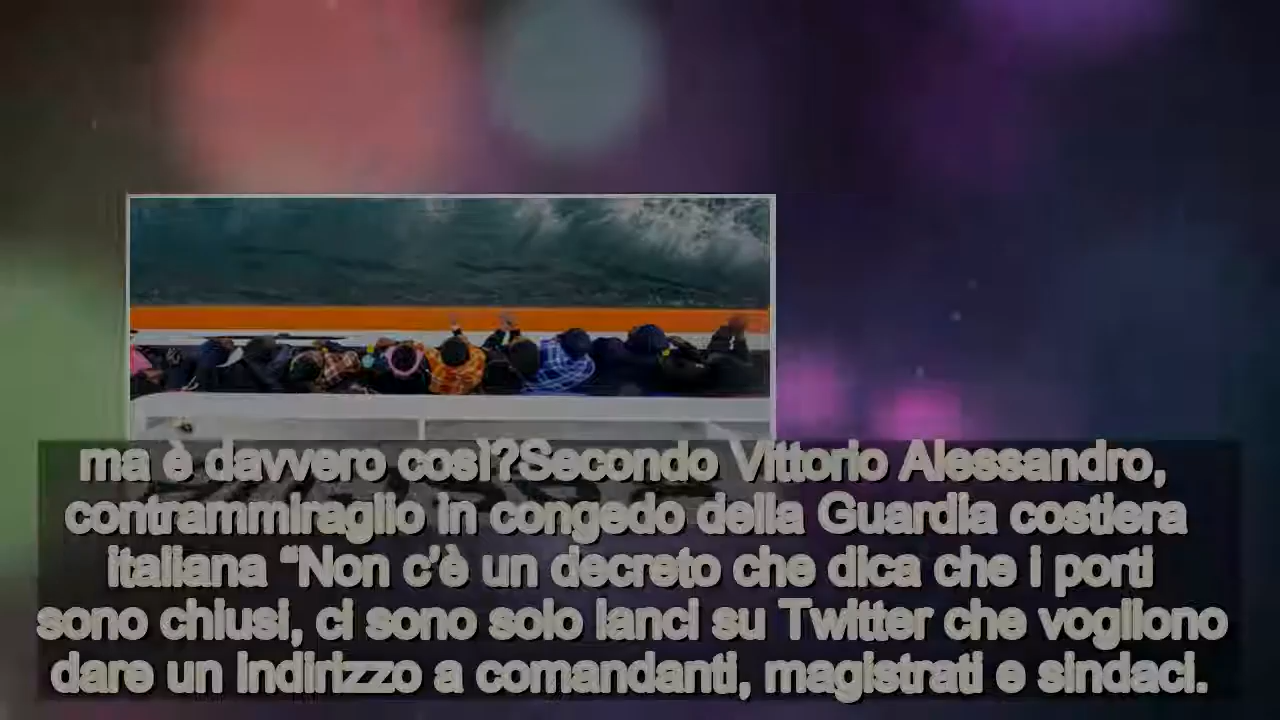 ma è davvero così?Secondo Vittorio Alessandro,
contrammiraglio in congedo della Guardia costiera
italiana “Non c’è un decreto che dica che i porti
sono chiusi, ci sono solo lanci su Twitter che vogliono
dare un indirizzo a comandanti, magistrati e sindaci.